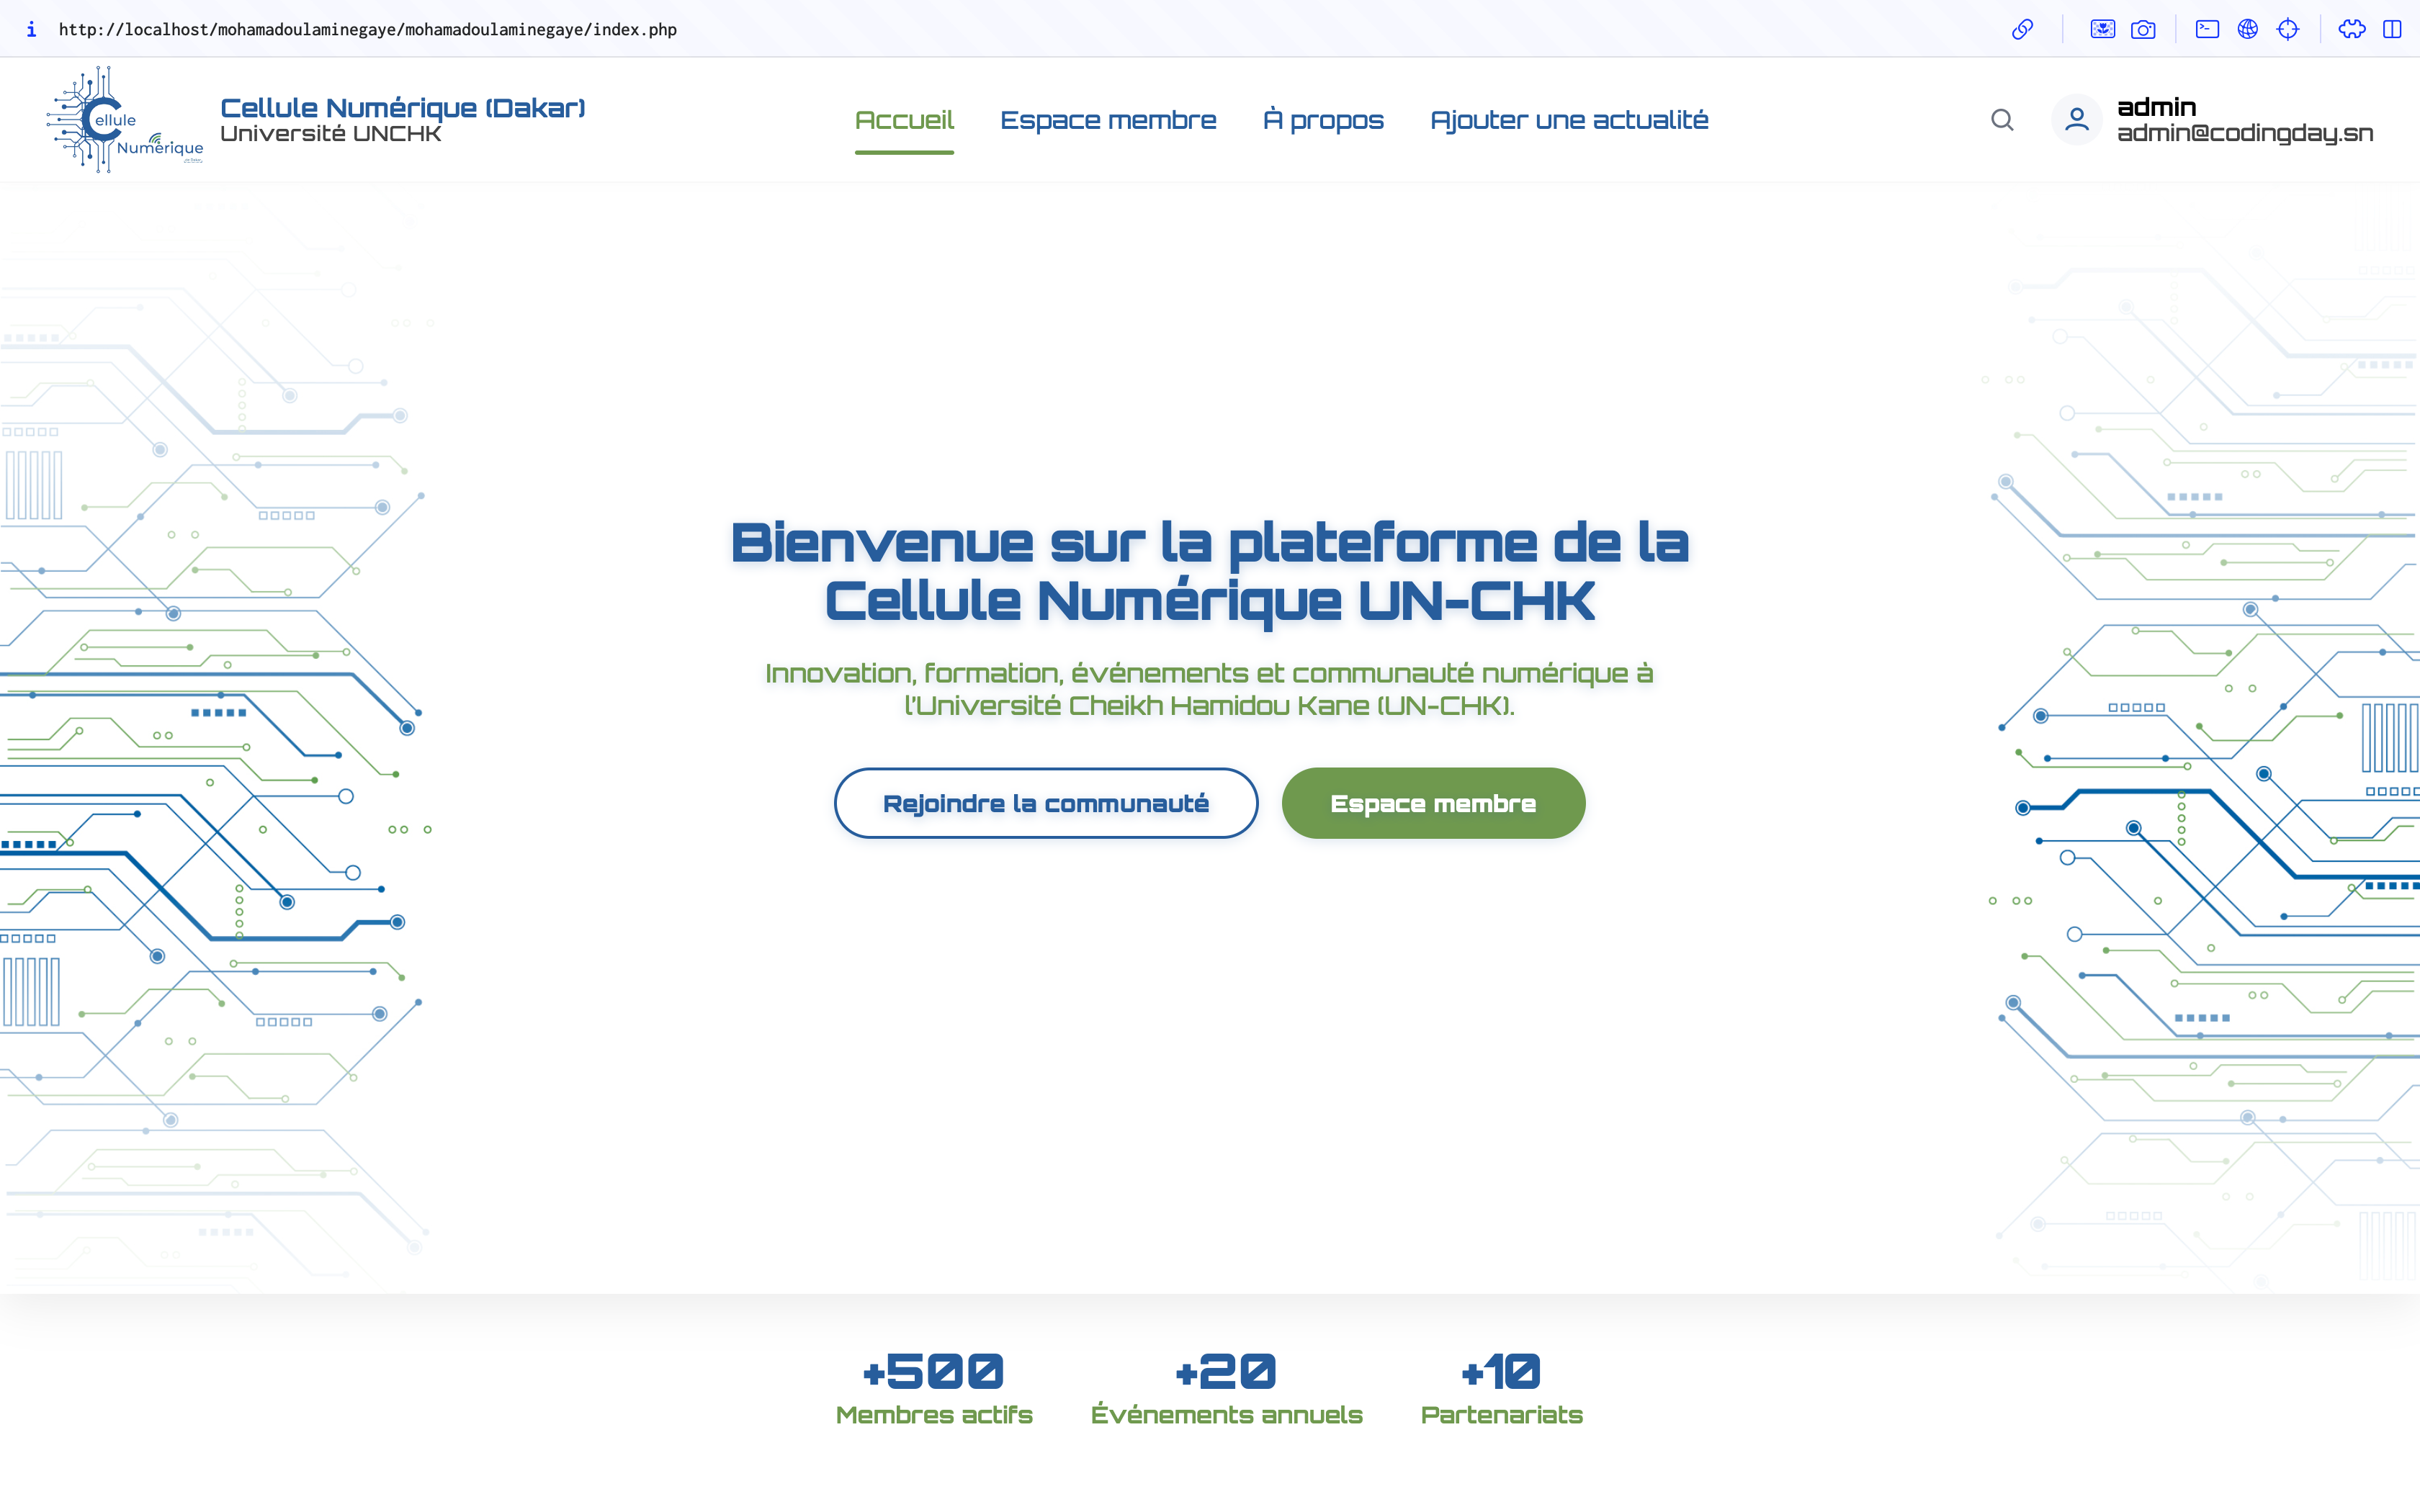 http://localhost/mohamadoulaminegaye/mohamadoulaminegaye/index.php
Cellule
Numérique
Cellule Numérique (Dakar)
Université UNCHK
Accueil
Espace membre
À propos
Ajouter une actualité
admin
admin@codingday.sn
Bienvenue sur la plateforme de la
Cellule Numérique UN-CHK
Innovation, formation, événements et communauté numérique à
l'Université Cheikh Hamidou Kane (UN-CHK).
Rejoindre la communauté
Espace membre
+500
Membres actifs
+20
Événements annuels
+10
Partenariats